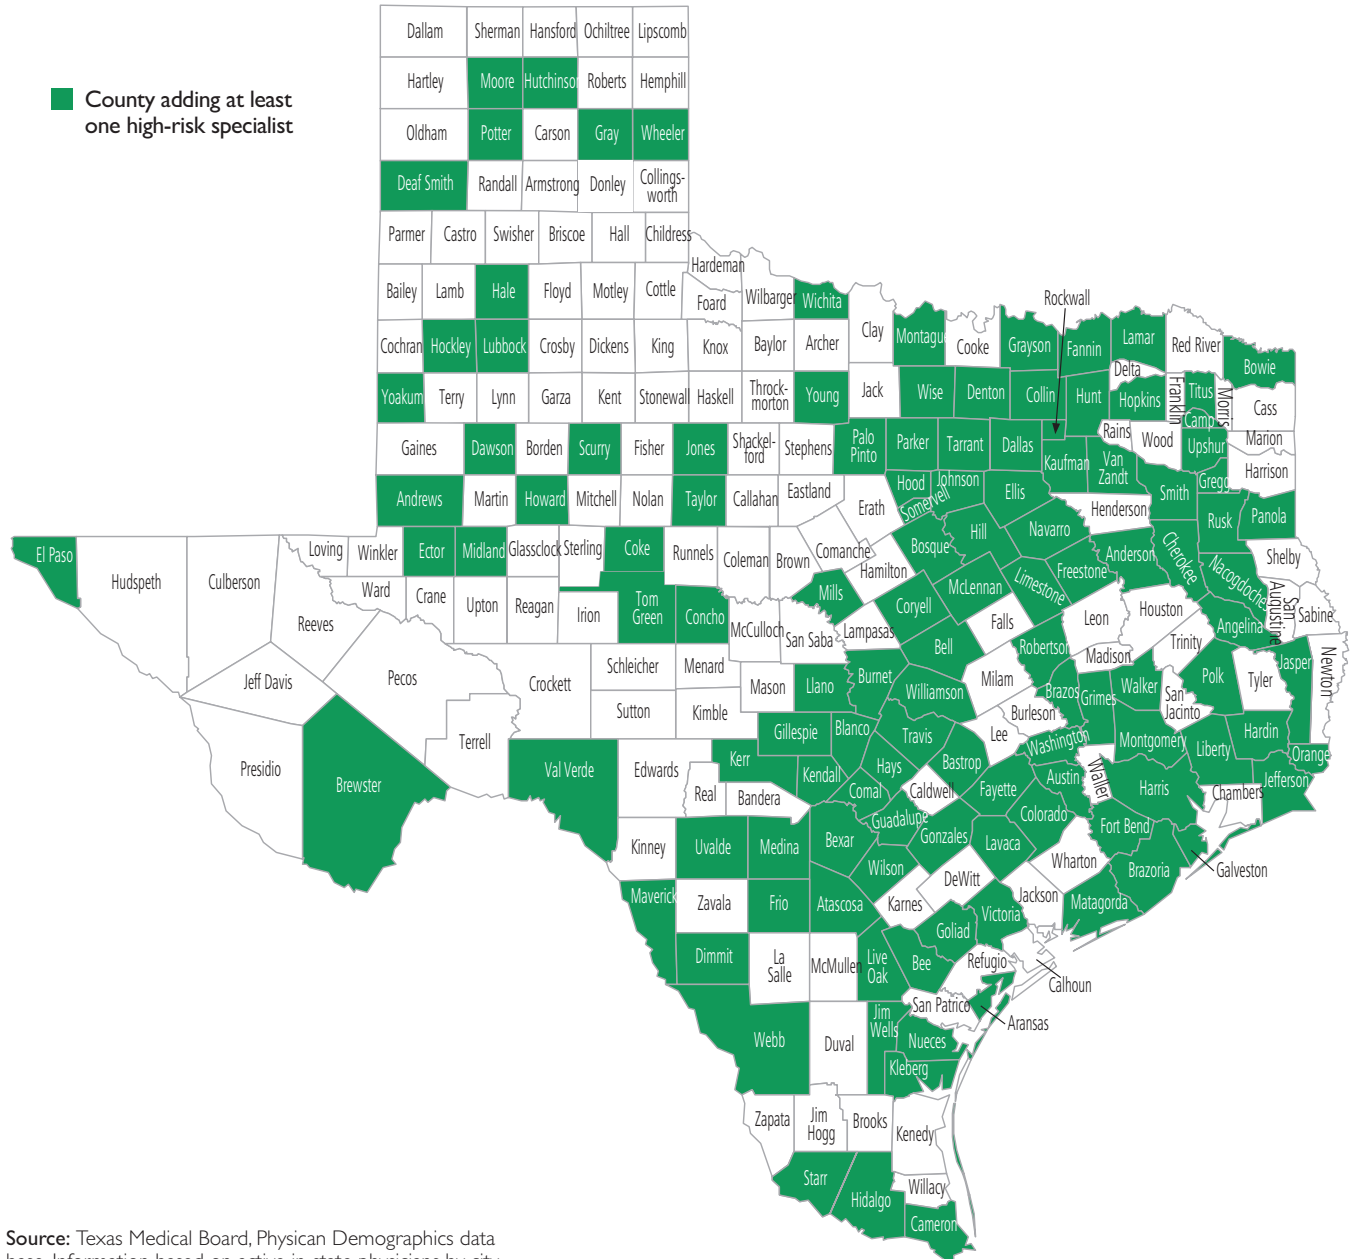 Dallam Sherman Hansford Ochiltree Lipscomb
Hartley Moore Hutchinson Roberts Hemphill
County adding at least
one high-risk specialist
Oldham Potter Carson Gray Wheeler
Deaf Smith Randall Armstrong Donley Collings-
worth
Parmer Castro Swisher Briscoe Hall Childress
Hardeman
Bailey Lamb Hale Floyd Motley Cottle Foard Wilbarger Wichita
Rockwall
Clay Montagu Cooke Grayson Fannin Lamar Red River Bowie
Cochran Hockley Lubbock Crosby Dickens King Knox Baylor Archer
Delta
Yoakum Terry Lynn Garza Kent Stonewall Haskell Throck-
morton Young Jack Wise Denton Collin Hunt Hopkins Franklin Titus Morris Cass
Camp
Gaines Dawson Borden Scurry Fisher Jones Shackel-
ford Stephens Palo
Pinto Parker Tarrant Dallas Kaufman Rains Wood Upshur Marion
Van
Zandt Harrison
Andrews Martin Howard Mitchell Nolan Taylor Callahan Eastland Erath Hood Johnson Ellis Smith Gregg
Somervell Henderson Rusk Panola
El Paso Hudspeth Culberson Loving Winkler Ector Midland Glassclock Sterling Coke Runnels Coleman Brown Comanche Hamilton Bosque Hill Navarro Anderson Cherokee Nacogdoche Shelby
Ward Crane Upton Reagan Irion Tom
Green Concho McCulloch San Saba Mills Lampasas Coryell McLennan Limestone Freestone Leon Houston Angelina San
Augustine Sabine
Reeves Falls Trinity
Jeff Davis Pecos Crockett Schleicher Menard Mason Llano Burnet Bell Milam Robertson Madison Polk Tyler Jasper Newton
Sutton Kimble Williamson Brazos Grimes Walker San
Jacinto
Presidio Brewster Terrell Val Verde Edwards Kerr Gillespie Blanco Travis Lee Burleson Washington Montgomery Liberty Hardin Orange
Real Bandera Kendall Hays Comal Caldwell Bastrop Fayette Austin Waller Harris Chambers Jefferson
Kinney Uvalde Medina Bexar Guadalupe Gonzales Lavaca Colorado Fort Bend
Wilson Wharton Brazoria Galveston
Maverick Zavala Frio Atascosa Karnes DeWitt Jackson Matagorda
Victoria
Goliad
Dimmit La
Salle McMullen Live
Oak Bee Refugio
Calhoun
San Patrico
Aransas
Webb Duval Jim
Wells Nueces
Kleberg
Zapata Jim
Hogg Brooks Kenedy
Starr Hidalgo Willacy
Cameron
Source: Texas Medical Board, Physican Demographics data
base. Information based on active in-state physicians by city